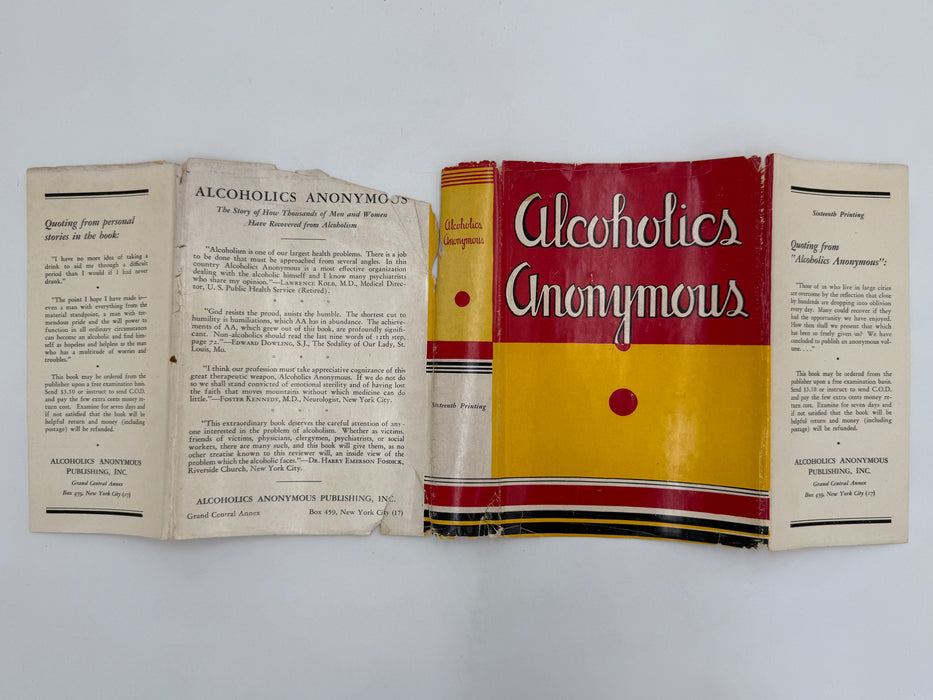 Quoting from personal
stories in the book:
"I have no more idea of taking a
drink to aid me through a difficult
period than I would if I had never
drank."
"The point I hope I have made is—
even a man with everything from the
material standpoint, a man with tre-
mendous pride and the will power to
function in all ordinary circumstances
can become an alcoholic and find him-
self as hopeless and helpless as the man
who has a multitude of worries and
troubles."
This book may be ordered from the
publisher upon a free examination basis.
Send $3.50 or instruct to send C.O.D.
and pay the few extra cents money re-
turn cost. Examine for seven days and
if not satisfied that the book will be
helpful return and money (including
postage) will be refunded.
ALCOHOLICS ANONYMOUS
PUBLISHING, INC.
Grand Central Annex
Box 459, New York City (17)
ALCOHOLICS ANONYMOUS
The Story of How Thousands of Men and Women
Have Recovered from Alcoholism
"Alcoholism is one of our largest health problems. There is a job
to be done that must be approached from several angles. In this
country Alcoholics Anonymous is a most effective organization
dealing with the alcoholic himself and I know many psychiatrists
who share my opinion."—LAWRENCE KOLB, M.D., Medical Direc-
tor, U. S. Public Health Service (Retired).
"God resists the proud, assists the humble. The shortest cut to
humility is humiliations, which AA has in abundance. The achieve-
ments of AA, which grew out of this book, are profoundly signifi-
cant. Non-alcoholics should read the last nine words of 12th step,
page 72."—EDWARD DOWLING, S.J., The Sodality of Our Lady, St.
Louis, Mo.
"I think our profession must take appreciative cognizance of this
great therapeutic weapon, Alcoholics Anonymous. If we do not do
so we shall stand convicted of emotional sterility and of having lost
the faith that moves mountains without which medicine can do
little."—FOSTER KENNEDY, M.D., Neurologist, New York City.
"This extraordinary book deserves the careful attention of any-
one interested in the problem of alcoholism. Whether as victims,
friends of victims, physicians, clergymen, psychiatrists, or social
workers, there are many such, and this book will give them, as no
other treatise known to this reviewer will, an inside view of the
problem which the alcoholic faces."—DR. HARRY EMERSON FOSDICK,
Riverside Church, New York City.
ALCOHOLICS ANONYMOUS PUBLISHING, INC.
Grand Central Annex Box 459, New York City (17)
Alcoholics
Anonymous
Sixteenth Printing
Alcoholics
Anonymous
Sixteenth Printing
Quoting from
"Alcoholics Anonymous":
"Those of us who live in large cities
are overcome by the reflection that close
by hundreds are dropping into oblivion
every day. Many could recover if they
had the opportunity we have enjoyed.
How then shall we present that which
has been so freely given us? We have
concluded to publish an anonymous vol-
ume. . . ."
This book may be ordered from the
publisher upon a free examination basis.
Send $3.50 or instruct to send C.O.D.
and pay the few extra cents money re-
turn cost. Examine for seven days and
if not satisfied that the book will be
helpful return and money (including
postage) will be refunded.
ALCOHOLICS ANONYMOUS
PUBLISHING, INC.
Grand Central Annex
Box 459, New York City (17)